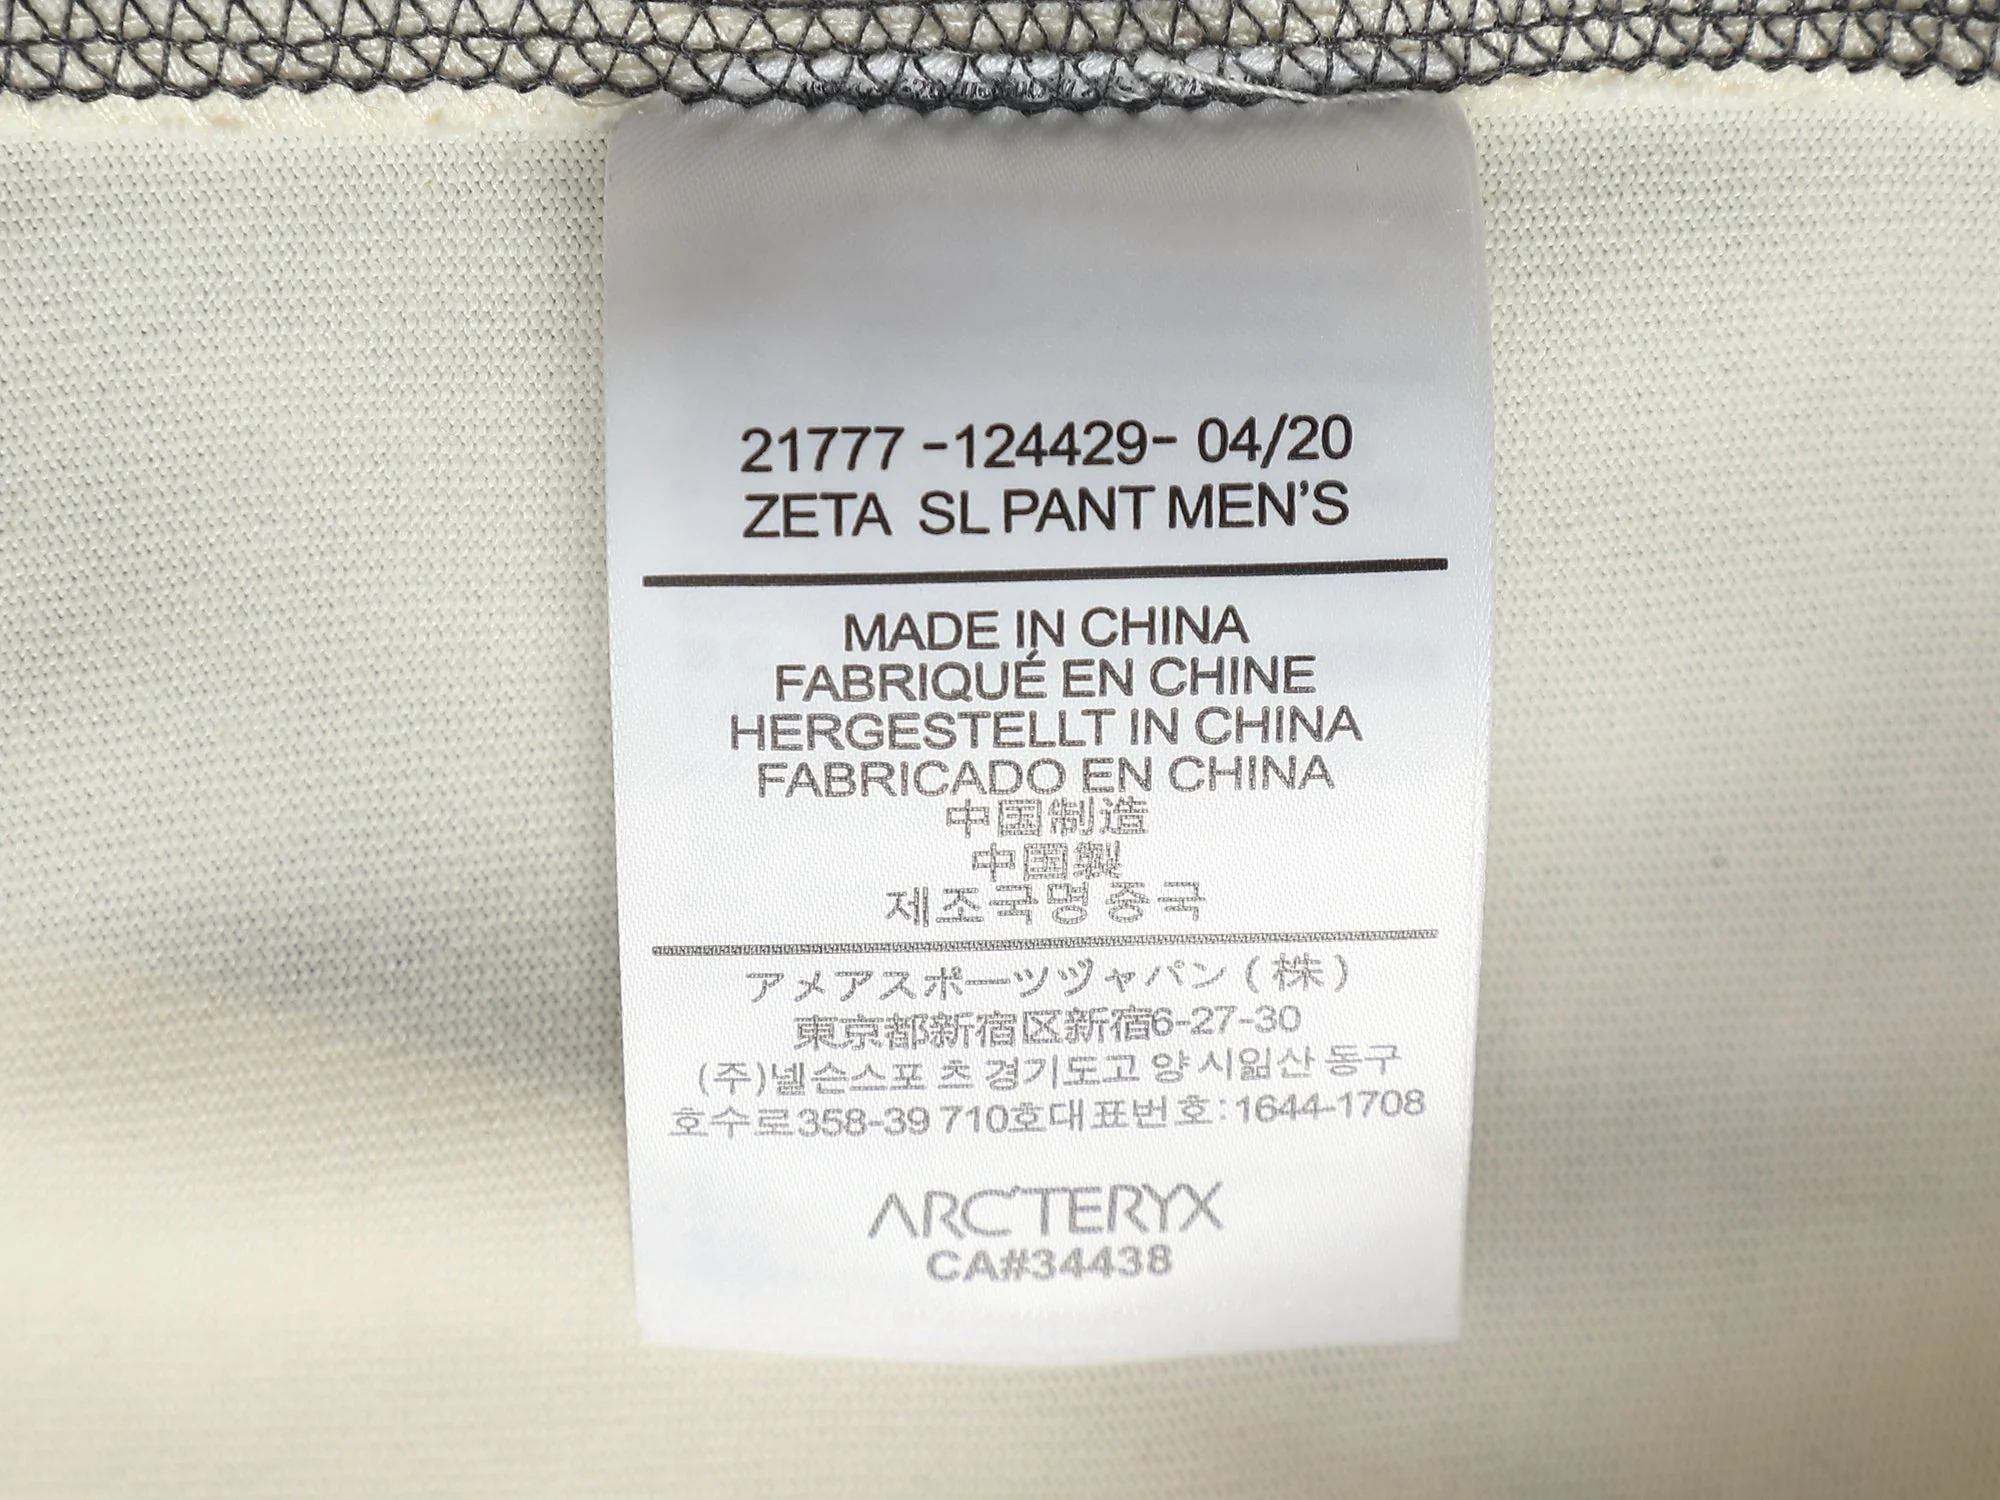 21777 -124429- 04/20
ZETA SL PANT MEN'S
MADE IN CHINA
FABRIQUÉ EN CHINE
HERGESTELLT IN CHINA
FABRICADO EN CHINA
中国制造
中国製
제조국명 중국
アメアスポーツヅャパン(株)
東京都新宿区新宿6-27-30
(주)넬슨스포 츠 경기도고 양 시일산 동구
호수로358-39 710호대표번호:1644-1708
ARC'TERYX
CA#34438